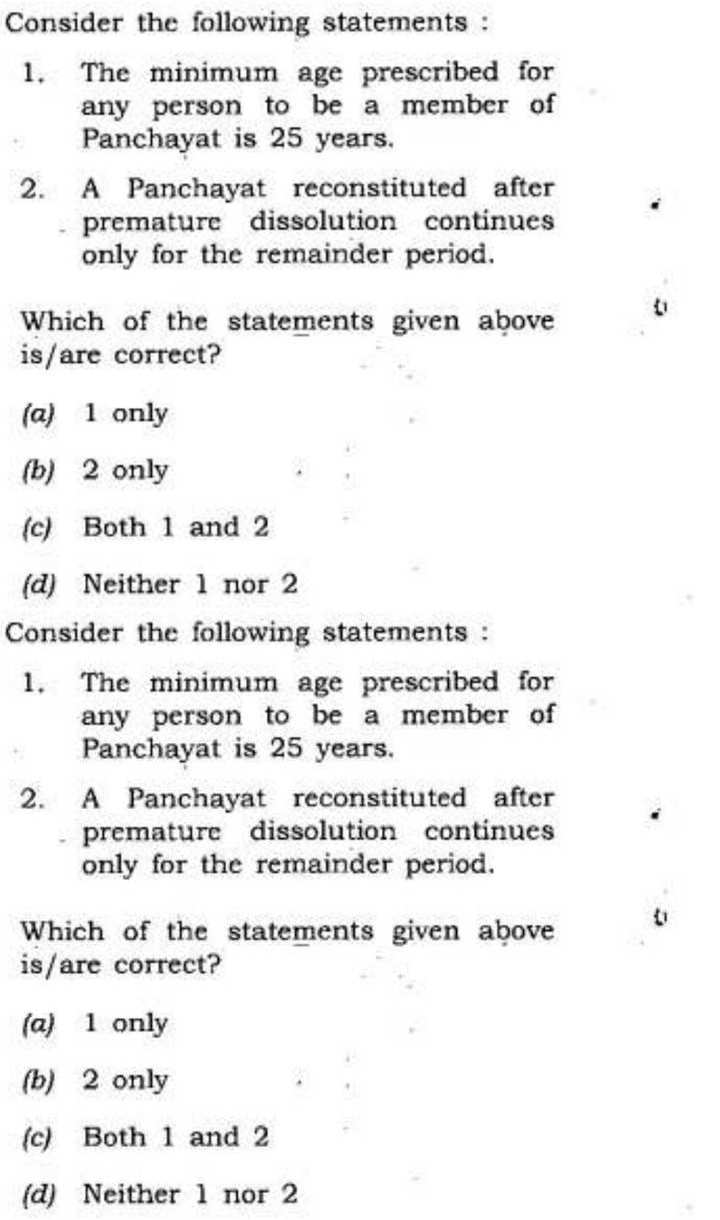 Consider the following statements :
1. The minimum age prescribed for
any person to be a member of
Panchayat is 25 years.
2. A Panchayat reconstituted after
premature dissolution continues
only for the remainder period.
Which of the statements given above
is/are correct?
(a) 1 only
(b) 2 only
(c) Both 1 and 2
(d) Neither 1 nor 2
Consider the following statements :
1. The minimum age prescribed for
any person to be a member of
Panchayat is 25 years.
2. A Panchayat reconstituted after
premature dissolution continues
only for the remainder period.
Which of the statements given above
is/are correct?
(a) 1 only
(b) 2 only
(c) Both 1 and 2
(d) Neither 1 nor 2